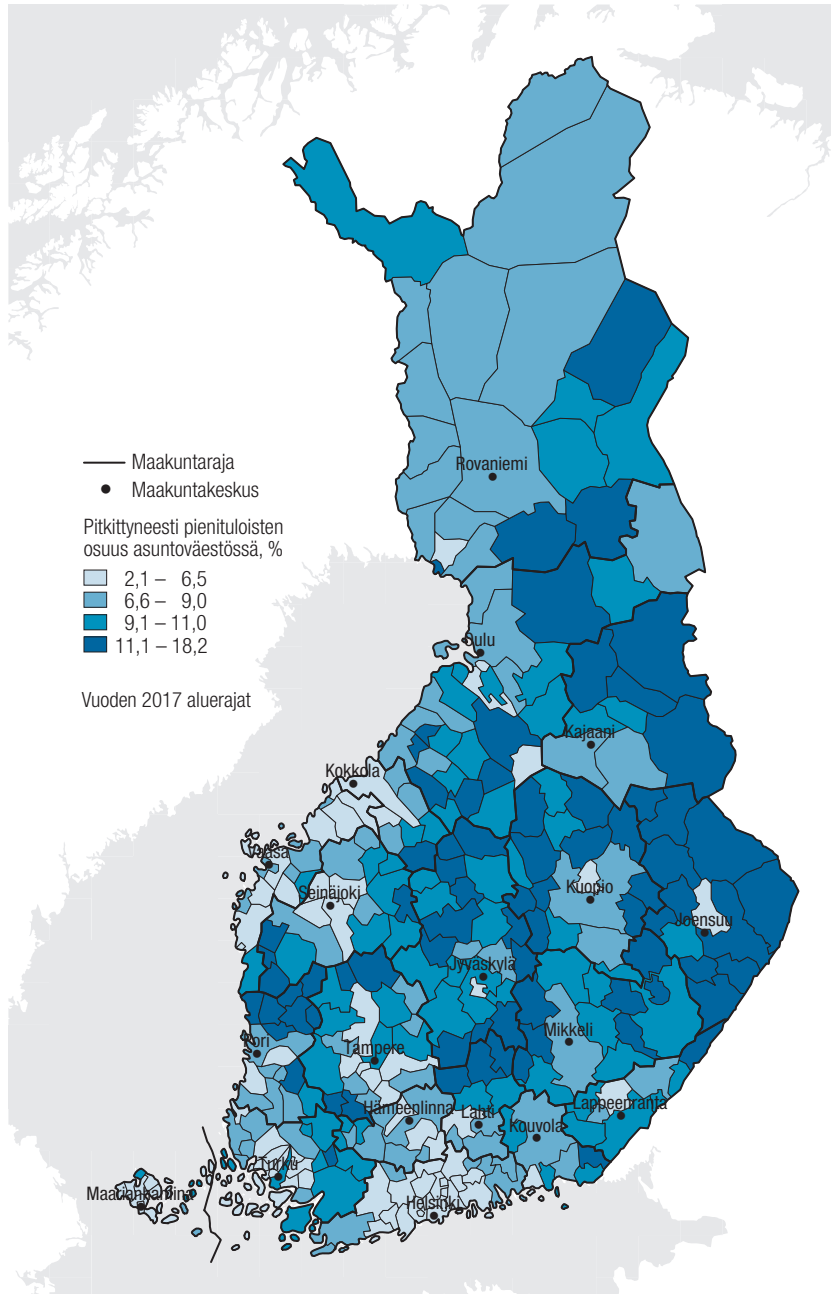 Rovaniemi
Maakuntaraja
Maakuntakeskus
Pitkittyneesti pienituloisten
osuus asuntoväestössä, %
2,1 – 6,5
6,6 – 9,0
9,1 – 11,0
11,1 – 18,2
Vuoden 2017 aluerajat
Oulu
Kajaani
Kokkola
Vaasa
Seinäjoki
Kuopio
Joensuu
Jyväskylä
Mikkeli
Pori
Tampere
Hämeenlinna
Lahti
Lappeenranta
Kouvola
Turku
Maarianhamina
Helsinki